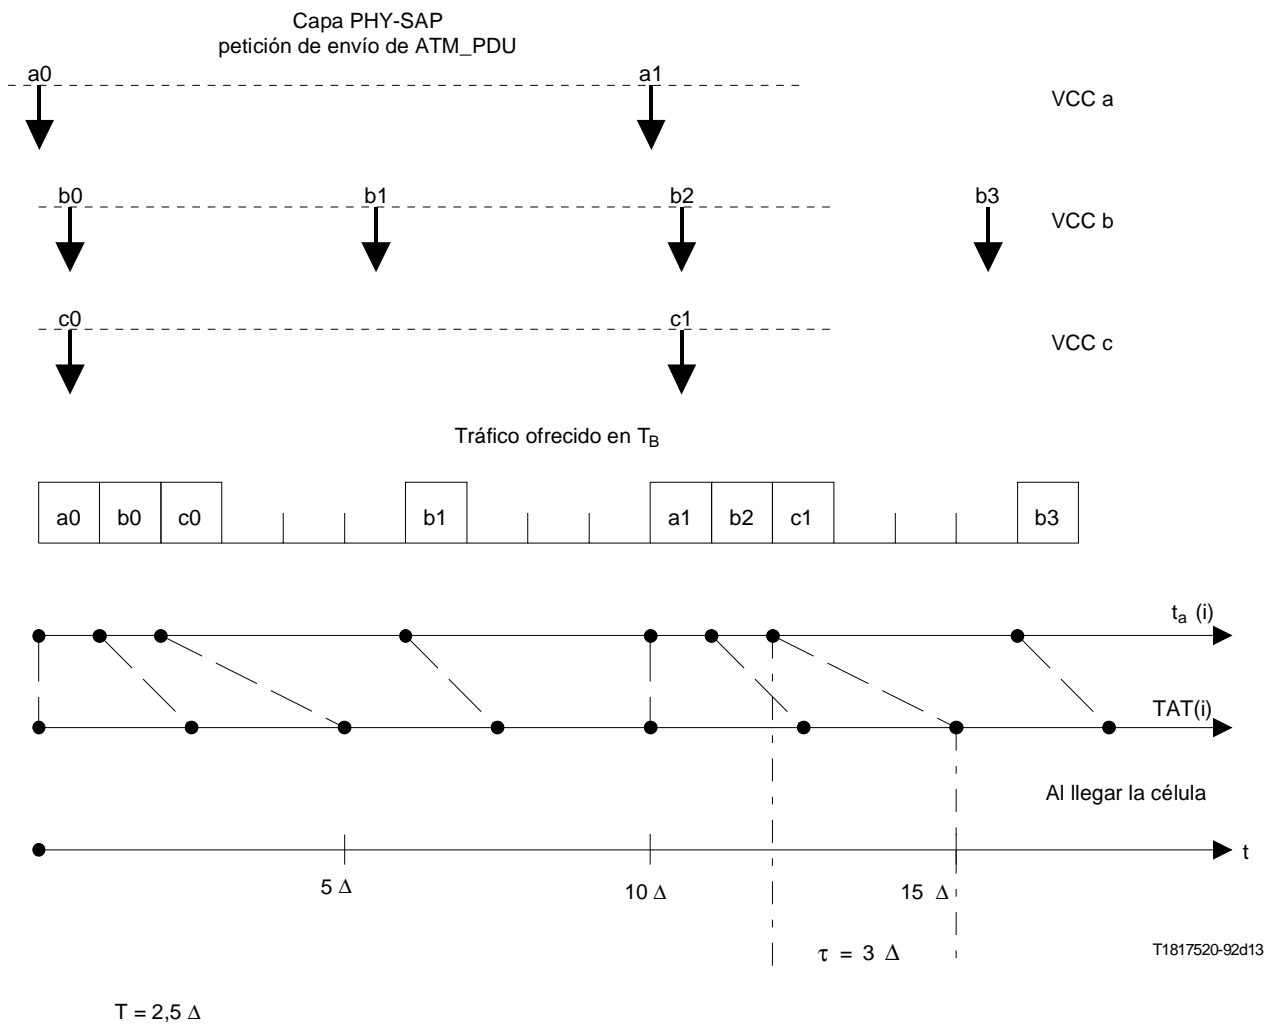 Capa PHY-SAP
petición de envío de ATM_PDU
a0 a1
VCC a
b0 b1 b2 b3
VCC b
c0 c1
VCC c
Tráfico ofrecido en TB
a0 b0 c0 b1 a1 b2 c1 b3
ta (i)
TAT(i)
Al llegar la célula
t
5 Δ 10 Δ 15 Δ
τ = 3 Δ
T1817520-92d13
T = 2,5 Δ